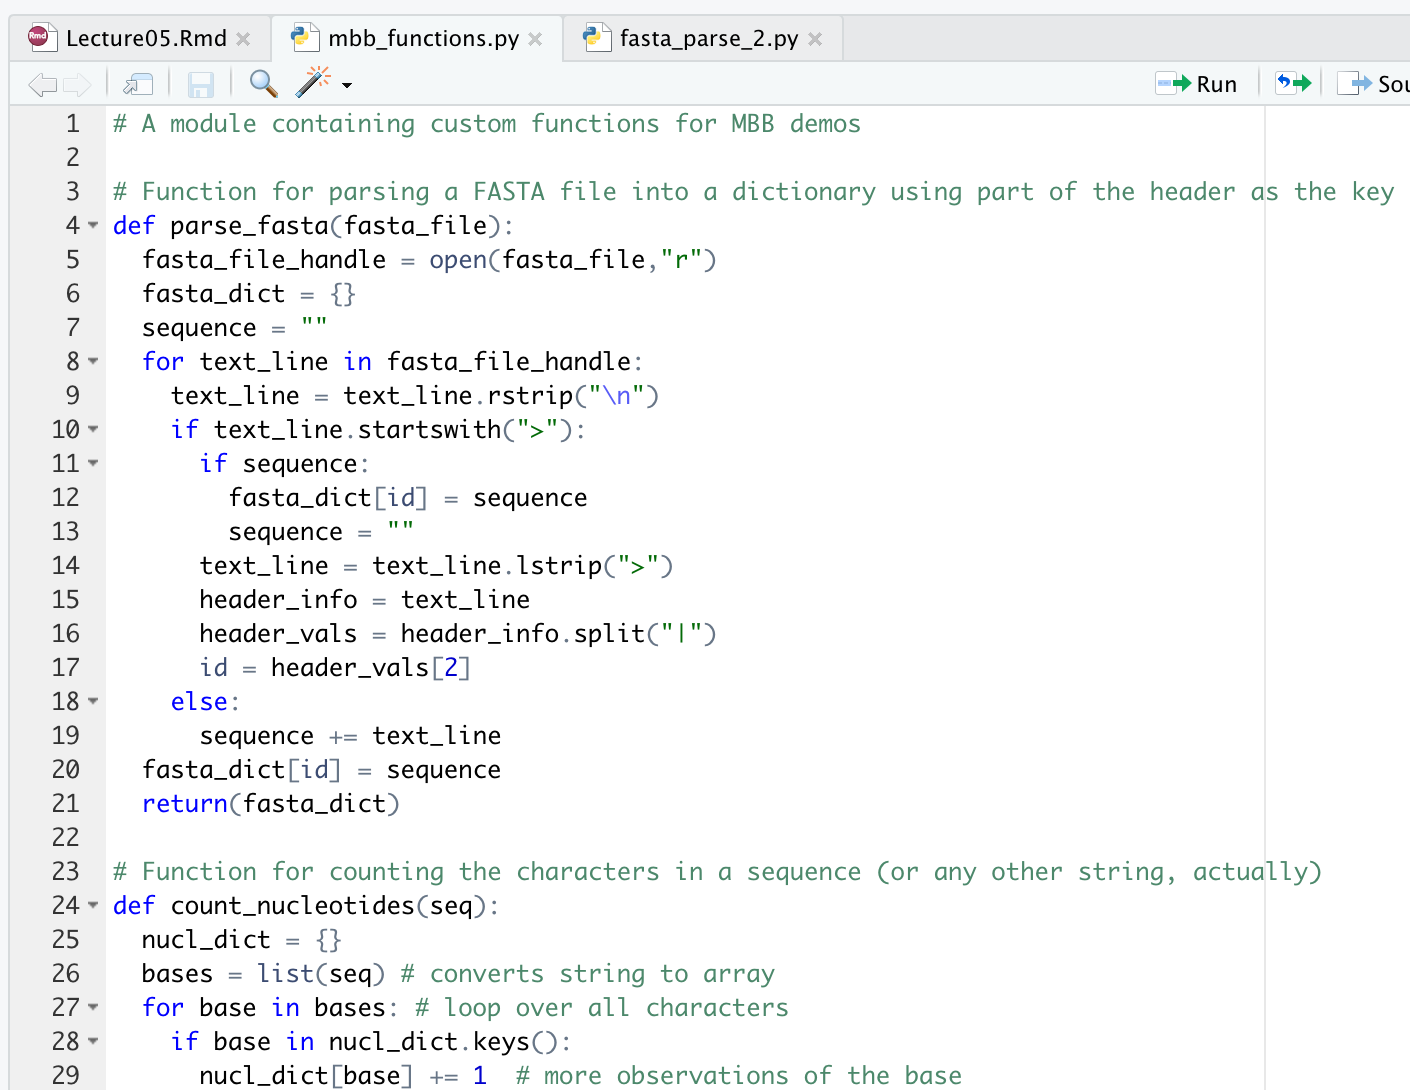 Lecture05.Rmd × mbb_functions.py × fasta_parse_2.py ×
Run Sou
1 # A module containing custom functions for MBB demos
2
3 # Function for parsing a FASTA file into a dictionary using part of the header as the key
4 def parse_fasta(fasta_file):
5   fasta_file_handle = open(fasta_file,"r")
6   fasta_dict = {}
7   sequence = ""
8   for text_line in fasta_file_handle:
9     text_line = text_line.rstrip("\n")
10     if text_line.startswith(">"):
11       if sequence:
12         fasta_dict[id] = sequence
13         sequence = ""
14       text_line = text_line.lstrip(">")
15       header_info = text_line
16       header_vals = header_info.split("|")
17       id = header_vals[2]
18     else:
19       sequence += text_line
20   fasta_dict[id] = sequence
21   return(fasta_dict)
22
23 # Function for counting the characters in a sequence (or any other string, actually)
24 def count_nucleotides(seq):
25   nucl_dict = {}
26   bases = list(seq) # converts string to array
27   for base in bases: # loop over all characters
28     if base in nucl_dict.keys():
29       nucl_dict[base] += 1  # more observations of the base